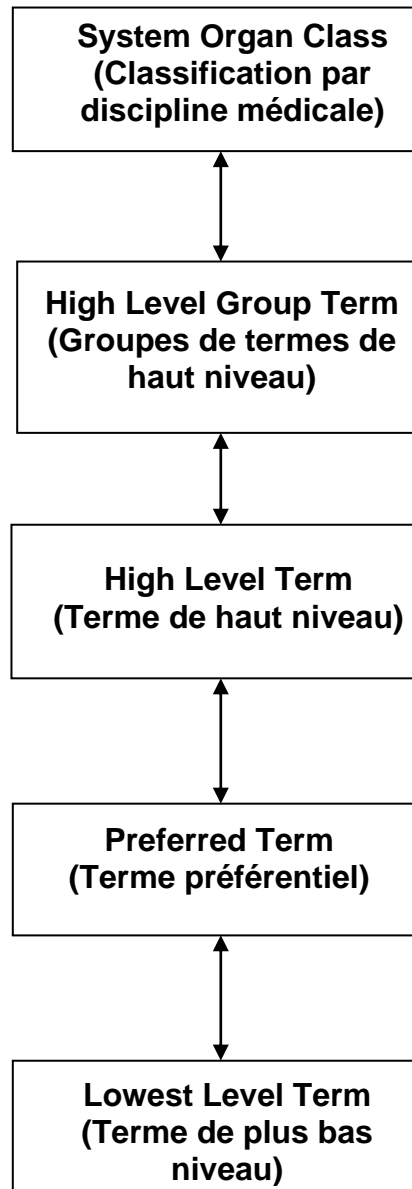 System Organ Class
(Classification par
discipline médicale)
High Level Group Term
(Groupes de termes de
haut niveau)
High Level Term
(Terme de haut niveau)
Preferred Term
(Terme préférentiel)
Lowest Level Term
(Terme de plus bas
niveau)